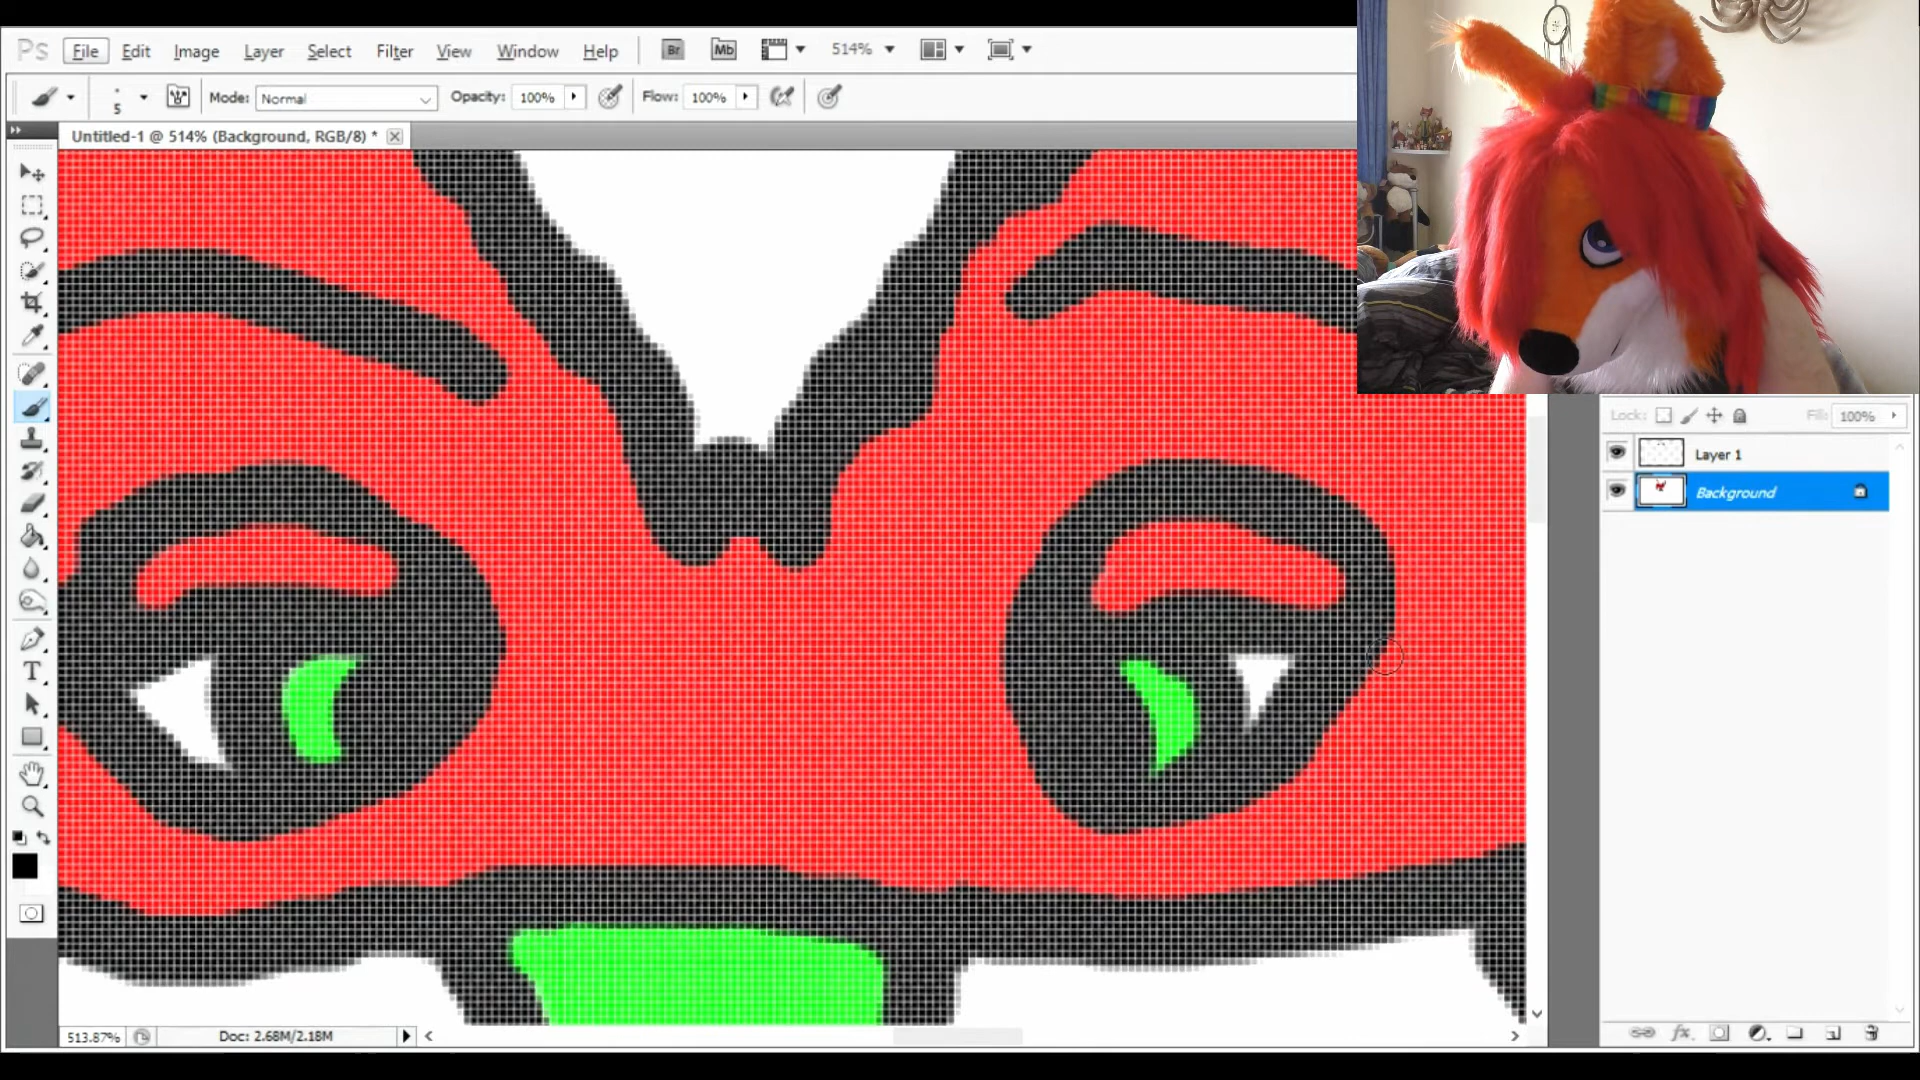 Ps File Edit Image Layer Select Filter View Window Help Br Mb 514%
5 Mode: Normal Opacity: 100% Flow: 100%
Untitled-1 @ 514% (Background, RGB/8) *
Lock: Fill: 100%
Layer 1
Background
T
fx
513.87% Doc: 2.68M/2.18M